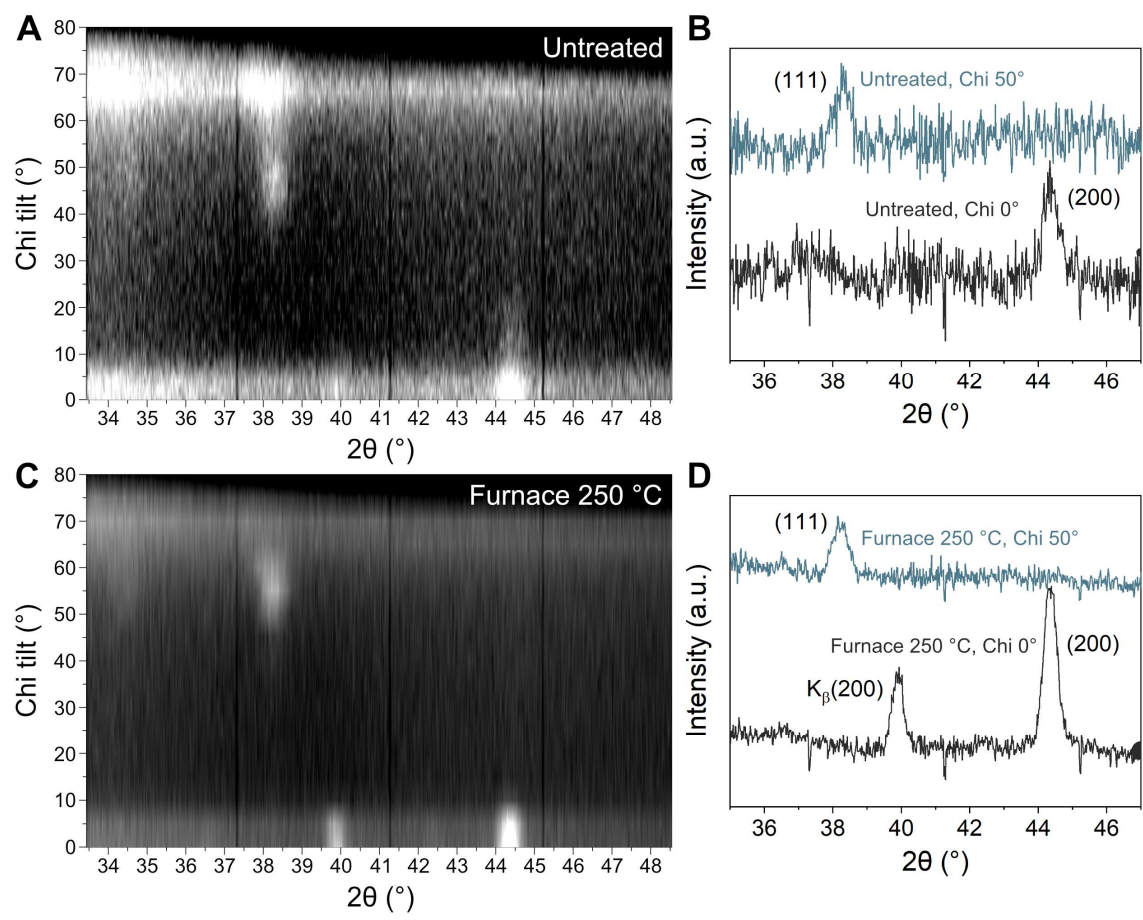 A
Untreated
80
70
60
50
40
30
20
10
0
Chi tilt (°)
34 35 36 37 38 39 40 41 42 43 44 45 46 47 48
2θ (°)
B
(111)
Untreated, Chi 50°
Untreated, Chi 0°
(200)
Intensity (a.u.)
36 38 40 42 44 46
2θ (°)
C
Furnace 250 °C
80
70
60
50
40
30
20
10
0
Chi tilt (°)
34 35 36 37 38 39 40 41 42 43 44 45 46 47 48
2θ (°)
D
(111)
Furnace 250 °C, Chi 50°
Furnace 250 °C, Chi 0°
(200)
Kβ(200)
Intensity (a.u.)
36 38 40 42 44 46
2θ (°)